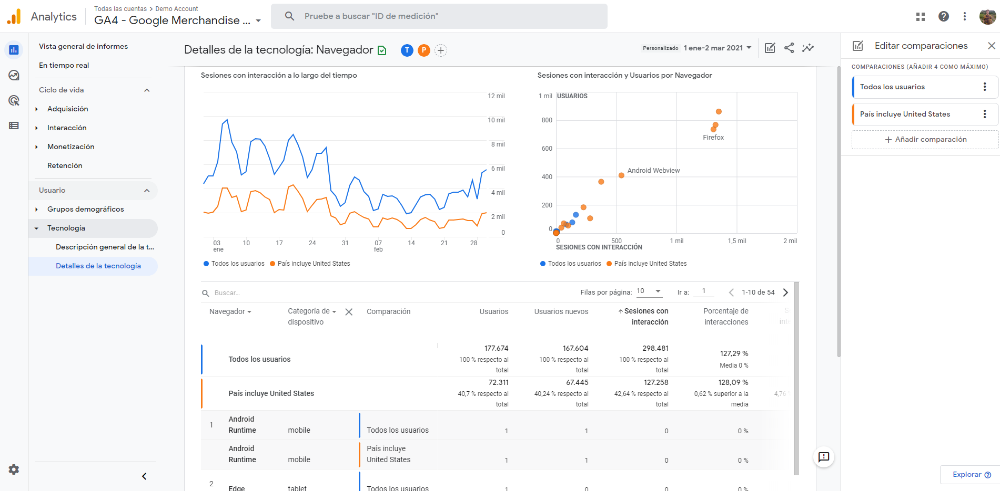 Analytics
Todas las cuentas > Demo Account
GA4 - Google Merchandise ...
Pruebe a buscar "ID de medición"
Vista general de informes
En tiempo real
Ciclo de vida
Adquisición
Interacción
Monetización
Retención
Usuario
Grupos demográficos
Tecnología
Descripción general de la t...
Detalles de la tecnología
Detalles de la tecnología: Navegador
T
P
Personalizado
1 ene-2 mar 2021
Sesiones con interacción a lo largo del tiempo
12 mil
10 mil
8 mil
6 mil
4 mil
2 mil
0
03 10 17 24 31 07 14 21 28
ene feb
Todos los usuarios País incluye United States
Sesiones con interacción y Usuarios por Navegador
1 mil USUARIOS
800
Firefox
600
Android Webview
400
200
0
0 500 1 mil 1,5 mil 2 mil
SESIONES CON INTERACCIÓN
Todos los usuarios País incluye United States
Buscar...
Filas por página: 10 Ir a: 1 1-10 de 54
Navegador Categoría de Comparación Usuarios Usuarios nuevos Sesiones con Porcentaje de
dispositivo interacción interacciones
Todos los usuarios
177.674 167.604 298.481 127,29 %
100 % respecto al 100 % respecto al 100 % respecto al Media 0 %
total total total
País incluye United States
72.311 67.445 127.258 128,09 %
40,7 % respecto al 40,24 % respecto al 42,64 % respecto al 0,62 % superior a la 4,76
total total total media
1 Android
Runtime mobile Todos los usuarios 1 1 0 0 %
Android País incluye
Runtime mobile United States 1 1 0 0 %
2
Edge tablet Todos los usuarios 1 0 0 0 %
Editar comparaciones
COMPARACIONES (AÑADIR 4 COMO MÁXIMO)
Todos los usuarios
País incluye United States
+ Añadir comparación
Explorar